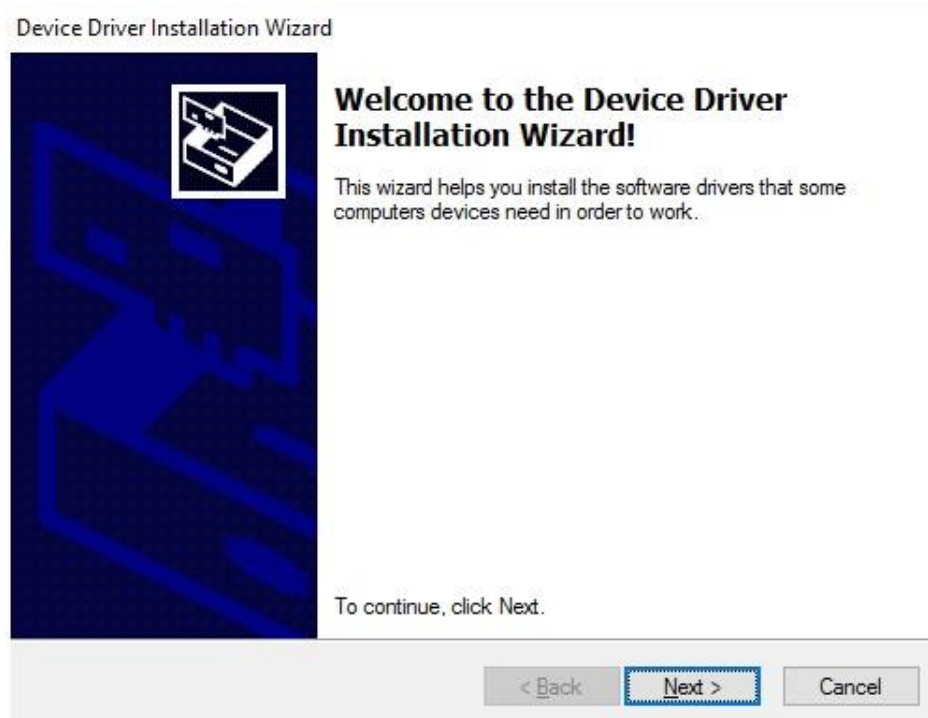 Device Driver Installation Wizard
Welcome to the Device Driver
Installation Wizard!
This wizard helps you install the software drivers that some
computers devices need in order to work.
To continue, click Next.
< Back
Next >
Cancel